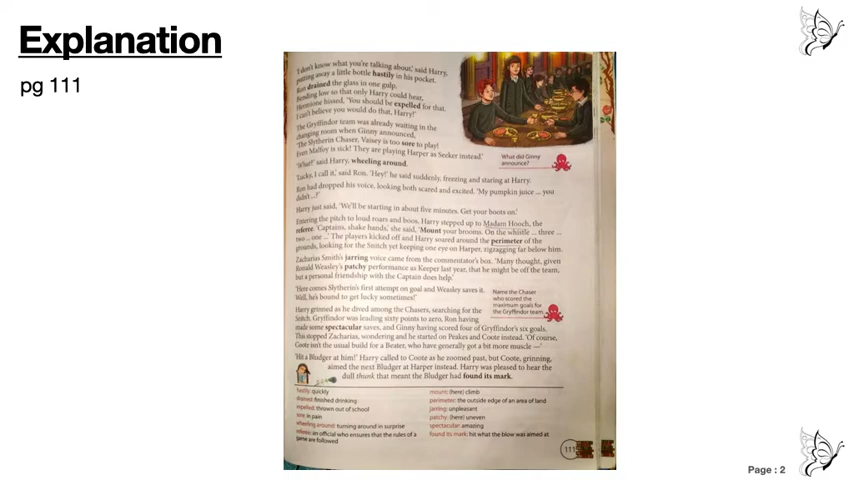 Explanation
pg 111
'I don't know what you're talking about,' said Harry,
putting away a little bottle hastily in his pocket.
Ron drained the glass in one gulp.
Bending low so that only Harry could hear,
Hermione hissed, 'You should be expelled for that.
I can't believe you would do that, Harry!'
The Gryffindor team was already waiting in the
changing room when Ginny announced,
'The Slytherin Chaser, Vaisey is too sore to play!
Even Malfoy is sick! They are playing Harper as Seeker instead.'
'What?' said Harry, wheeling around.
What did Ginny
announce?
'Lucky, I call it,' said Ron. 'Hey!' he said suddenly, freezing and staring at Harry.
Ron had dropped his voice, looking both scared and excited. 'My pumpkin juice ... you
didn't ...?'
Harry just said, 'We'll be starting in about five minutes. Get your boots on.'
Entering the pitch to loud roars and boos, Harry stepped up to Madam Hooch, the
referee. 'Captains, shake hands,' she said. 'Mount your brooms. On the whistle ... three ...
two ... one ...' The players kicked off and Harry soared around the perimeter of the
grounds, looking for the Snitch yet keeping one eye on Harper, zigzagging far below him.
Zacharias Smith's jarring voice came from the commentator's box. 'Many thought, given
Ronald Weasley's patchy performance as Keeper last year, that he might be off the team,
but a personal friendship with the Captain does help.'
'Here comes Slytherin's first attempt on goal and Weasley saves it.
Well, he's bound to get lucky sometimes!'
Name the Chaser
who scored the
maximum goals for
the Gryffindor team.
Harry grinned as he dived among the Chasers, searching for the
Snitch. Gryffindor was leading sixty points to zero, Ron having
made some spectacular saves, and Ginny having scored four of Gryffindor's six goals.
This stopped Zacharias, wondering and he started on Peakes and Coote instead. 'Of course,
Coote isn't the usual build for a Beater, who have generally got a bit more muscle —'
'Hit a Bludger at him!' Harry called to Coote as he zoomed past, but Coote, grinning,
aimed the next Bludger at Harper instead. Harry was pleased to hear the
dull thunk that meant the Bludger had found its mark.
hastily: quickly
drained: finished drinking
expelled: thrown out of school
sore: in pain
wheeling around: turning around in surprise
referee: an official who ensures that the rules of a
game are followed
mount: (here) climb
perimeter: the outside edge of an area of land
jarring: unpleasant
patchy: (here) uneven
spectacular: amazing
found its mark: hit what the blow was aimed at
111
Page : 2